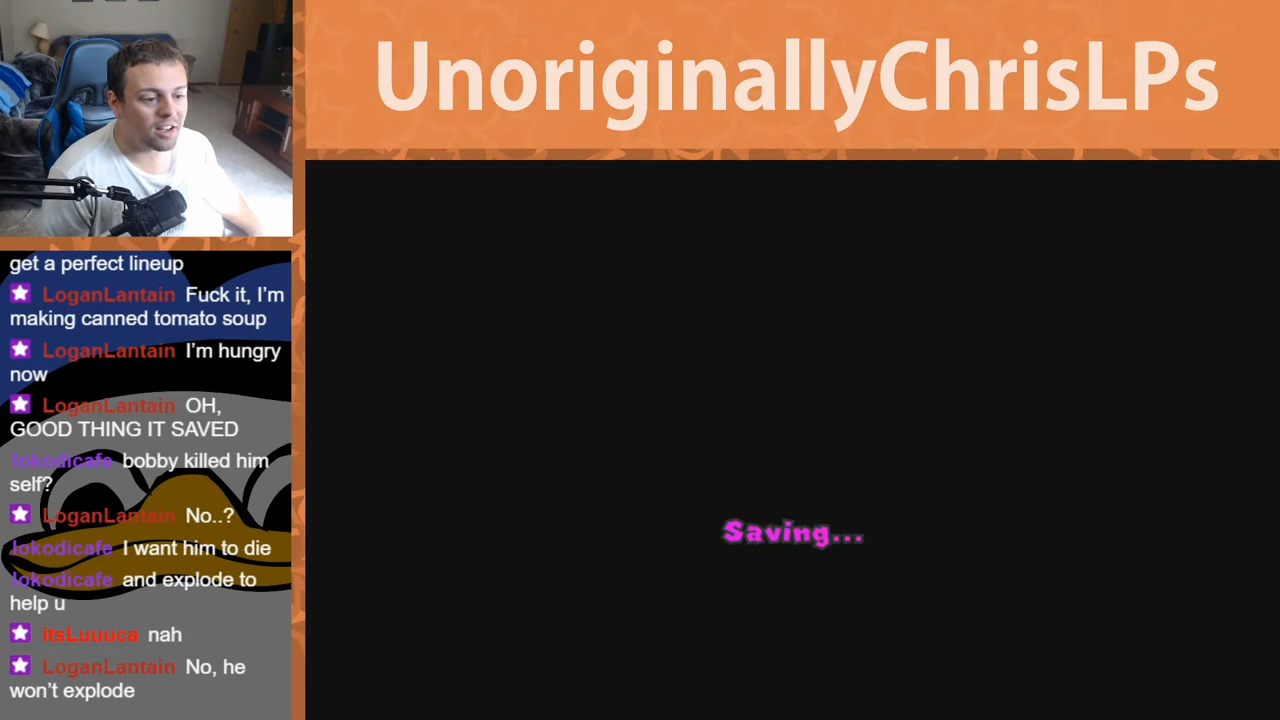 UnoriginallyChrisLPs
get a perfect lineup
LoganLantain Fuck it, I'm
making canned tomato soup
LoganLantain I'm hungry
now
LoganLantain OH,
GOOD THING IT SAVED
lokodicafe bobby killed him
self?
LoganLantain No..?
lokodicafe I want him to die
lokodicafe and explode to
help u
itsLuuuca nah
LoganLantain No, he
won't explode
Saving...